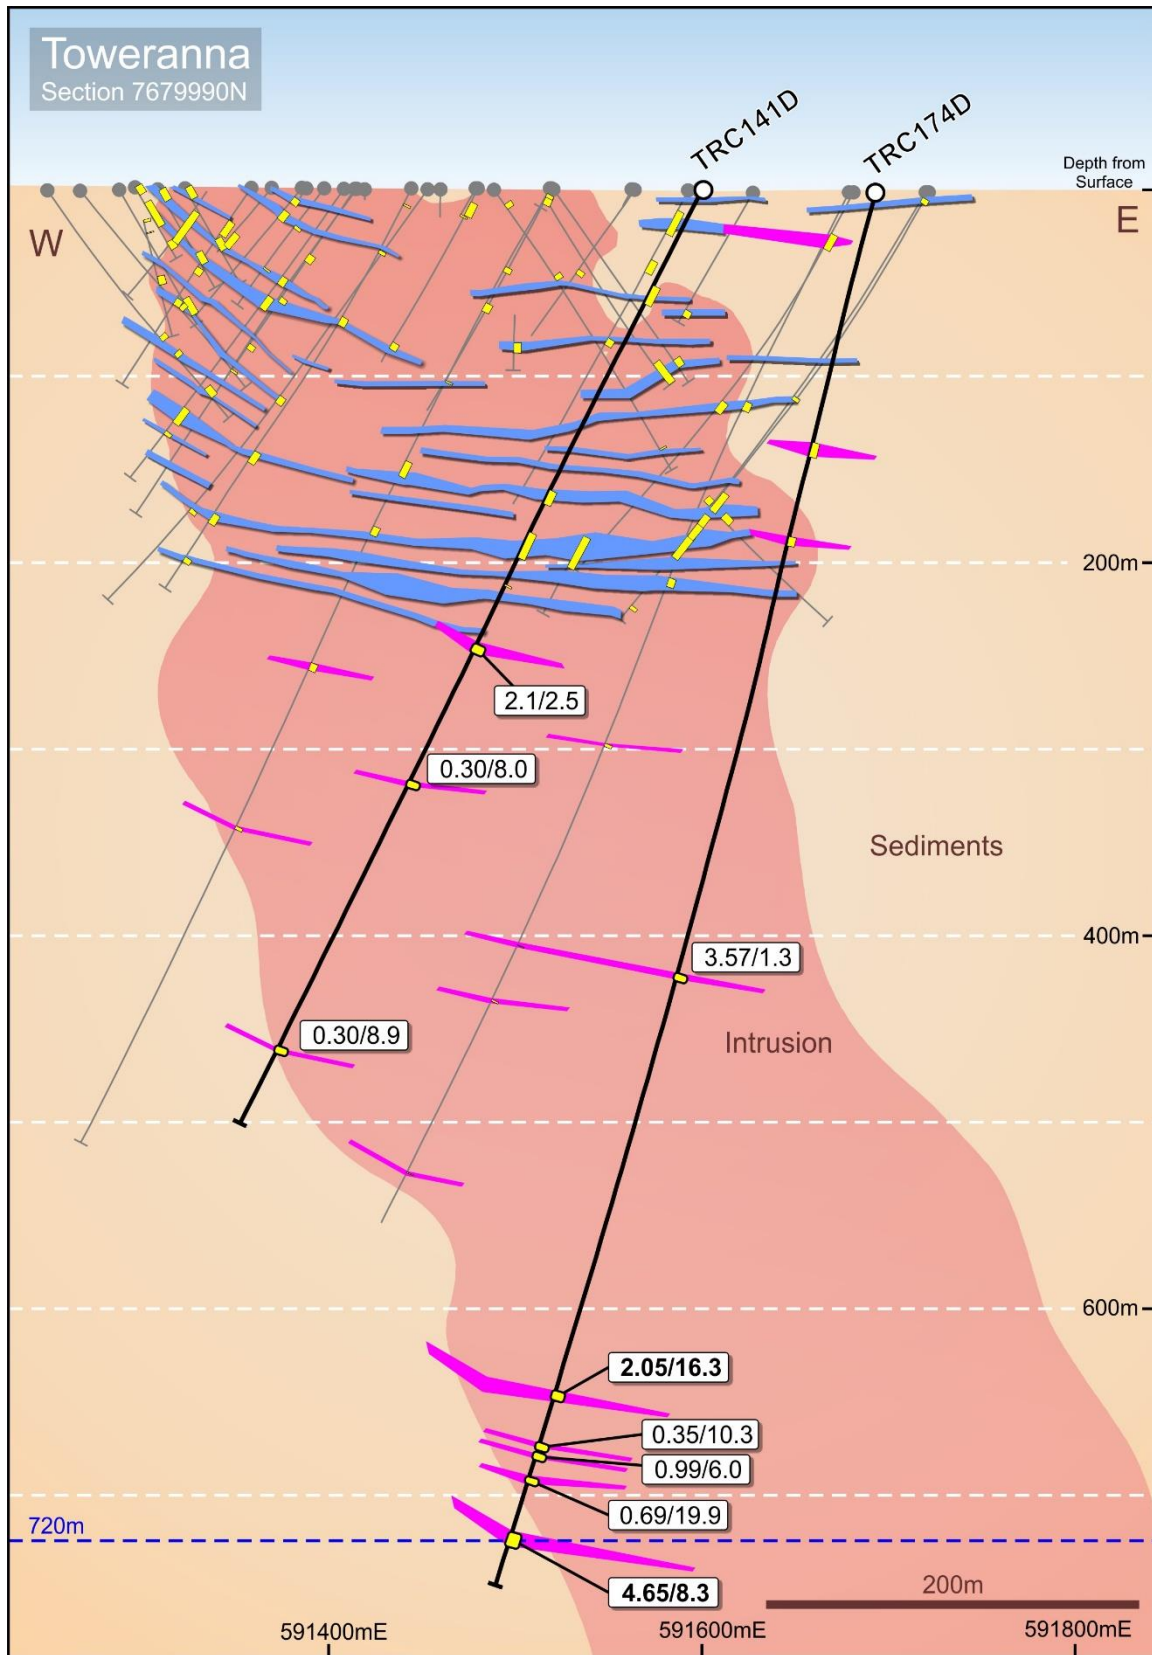 Toweranna
Section 7679990N
TRC141D
TRC174D
Depth from
Surface
W
E
200m
2.1/2.5
0.30/8.0
Sediments
400m
3.57/1.3
0.30/8.9
Intrusion
600m
2.05/16.3
0.35/10.3
0.99/6.0
0.69/19.9
720m
4.65/8.3
200m
591400mE
591600mE
591800mE